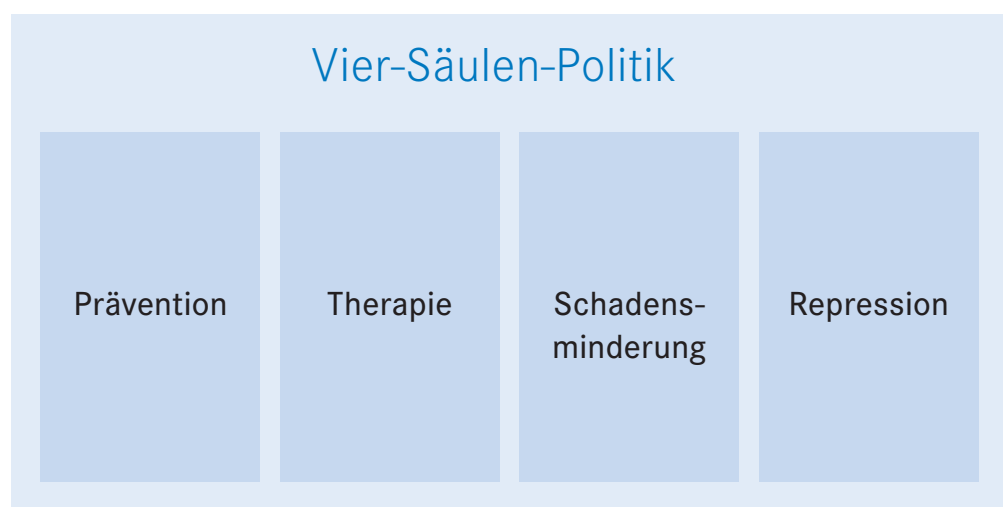 Vier-Säulen-Politik
Prävention
Therapie
Schadens-
minderung
Repression